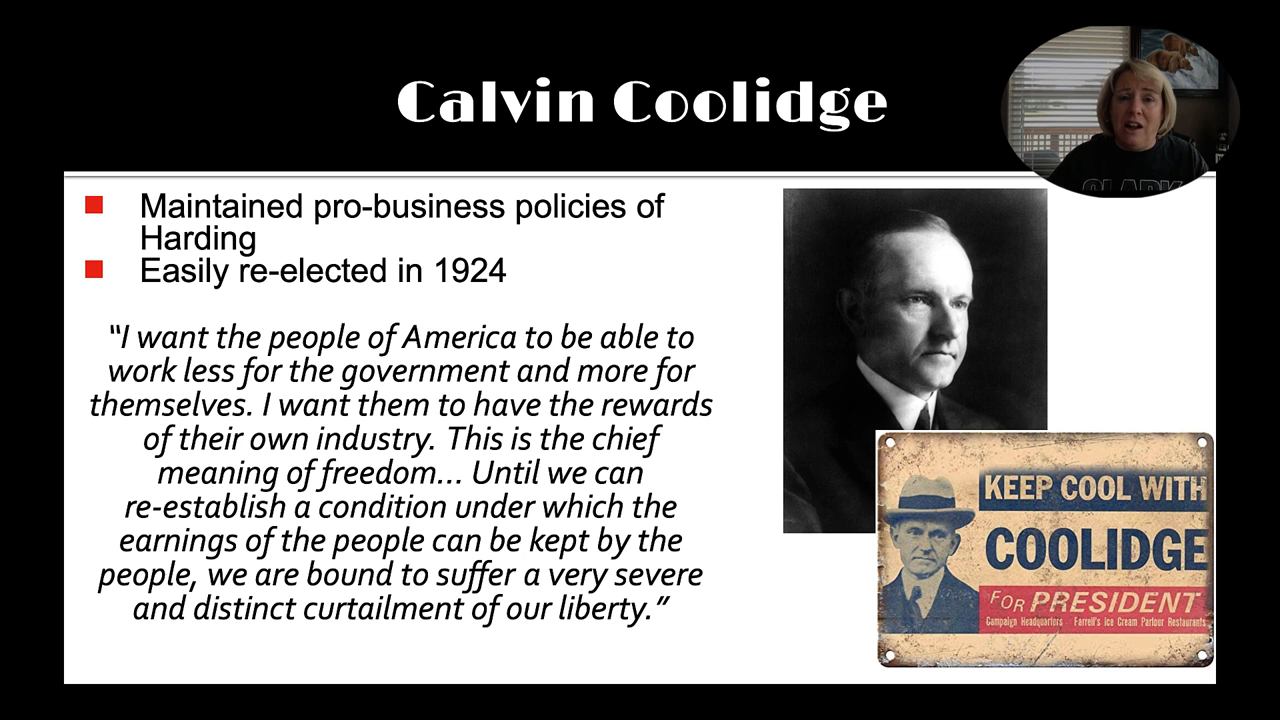 Calvin Coolidge
CLARK
Maintained pro-business policies of
Harding
Easily re-elected in 1924
“I want the people of America to be able to
work less for the government and more for
themselves. I want them to have the rewards
of their own industry. This is the chief
meaning of freedom... Until we can
re-establish a condition under which the
earnings of the people can be kept by the
people, we are bound to suffer a very severe
and distinct curtailment of our liberty.”
KEEP COOL WITH
COOLIDGE
FOR PRESIDENT
Campaign Headquarters Farrell's Ice Cream Parlour Restaurants